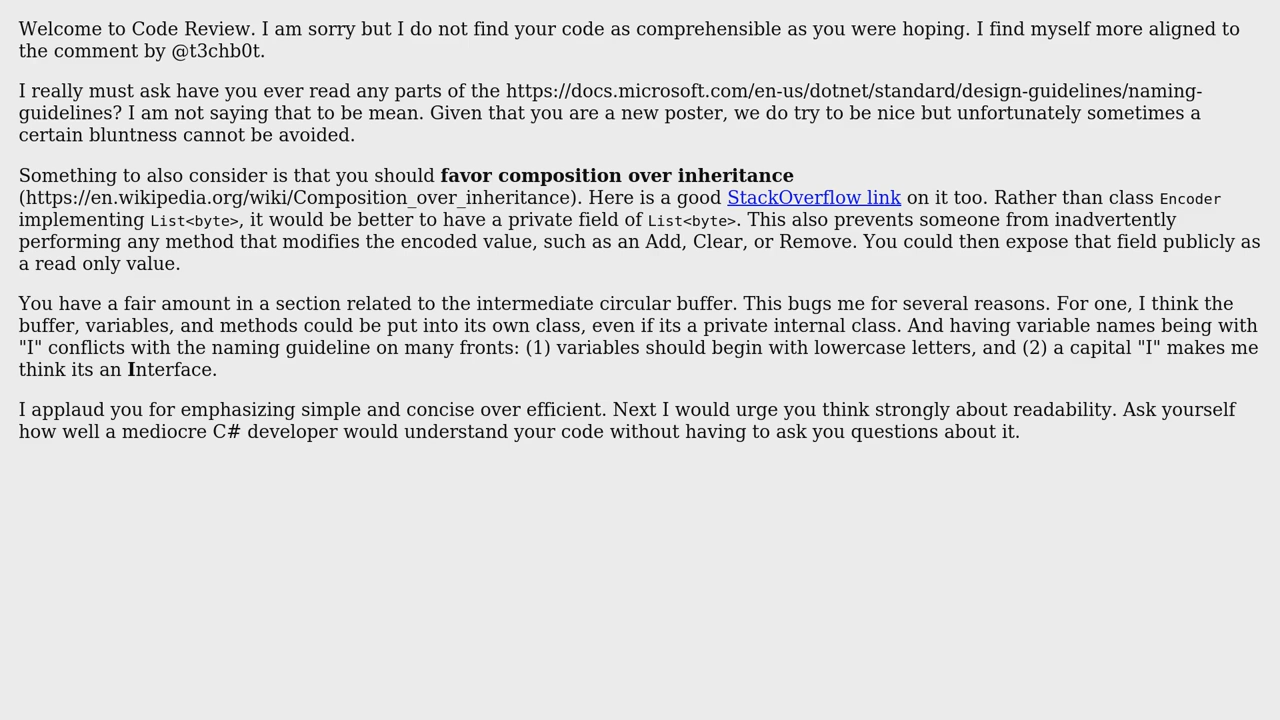 Welcome to Code Review. I am sorry but I do not find your code as comprehensible as you were hoping. I find myself more aligned to
the comment by @t3chb0t.
I really must ask have you ever read any parts of the https://docs.microsoft.com/en-us/dotnet/standard/design-guidelines/naming-
guidelines? I am not saying that to be mean. Given that you are a new poster, we do try to be nice but unfortunately sometimes a
certain bluntness cannot be avoided.
Something to also consider is that you should favor composition over inheritance
(https://en.wikipedia.org/wiki/Composition_over_inheritance). Here is a good StackOverflow link on it too. Rather than class Encoder
implementing List<byte>, it would be better to have a private field of List<byte>. This also prevents someone from inadvertently
performing any method that modifies the encoded value, such as an Add, Clear, or Remove. You could then expose that field publicly as
a read only value.
You have a fair amount in a section related to the intermediate circular buffer. This bugs me for several reasons. For one, I think the
buffer, variables, and methods could be put into its own class, even if its a private internal class. And having variable names being with
"I" conflicts with the naming guideline on many fronts: (1) variables should begin with lowercase letters, and (2) a capital "I" makes me
think its an Interface.
I applaud you for emphasizing simple and concise over efficient. Next I would urge you think strongly about readability. Ask yourself
how well a mediocre C# developer would understand your code without having to ask you questions about it.